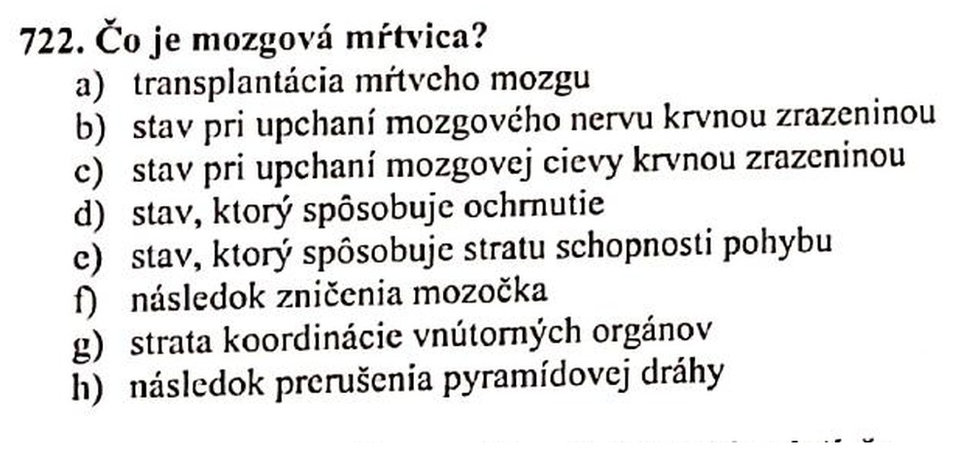 722. Čo je mozgová mŕtvica?
a) transplantácia mŕtveho mozgu
b) stav pri upchaní mozgového nervu krvnou zrazeninou
c) stav pri upchaní mozgovej cievy krvnou zrazeninou
d) stav, ktorý spôsobuje ochrnutie
e) stav, ktorý spôsobuje stratu schopnosti pohybu
f) následok zničenia mozočka
g) strata koordinácie vnútorných orgánov
h) následok prerušenia pyramídovej dráhy